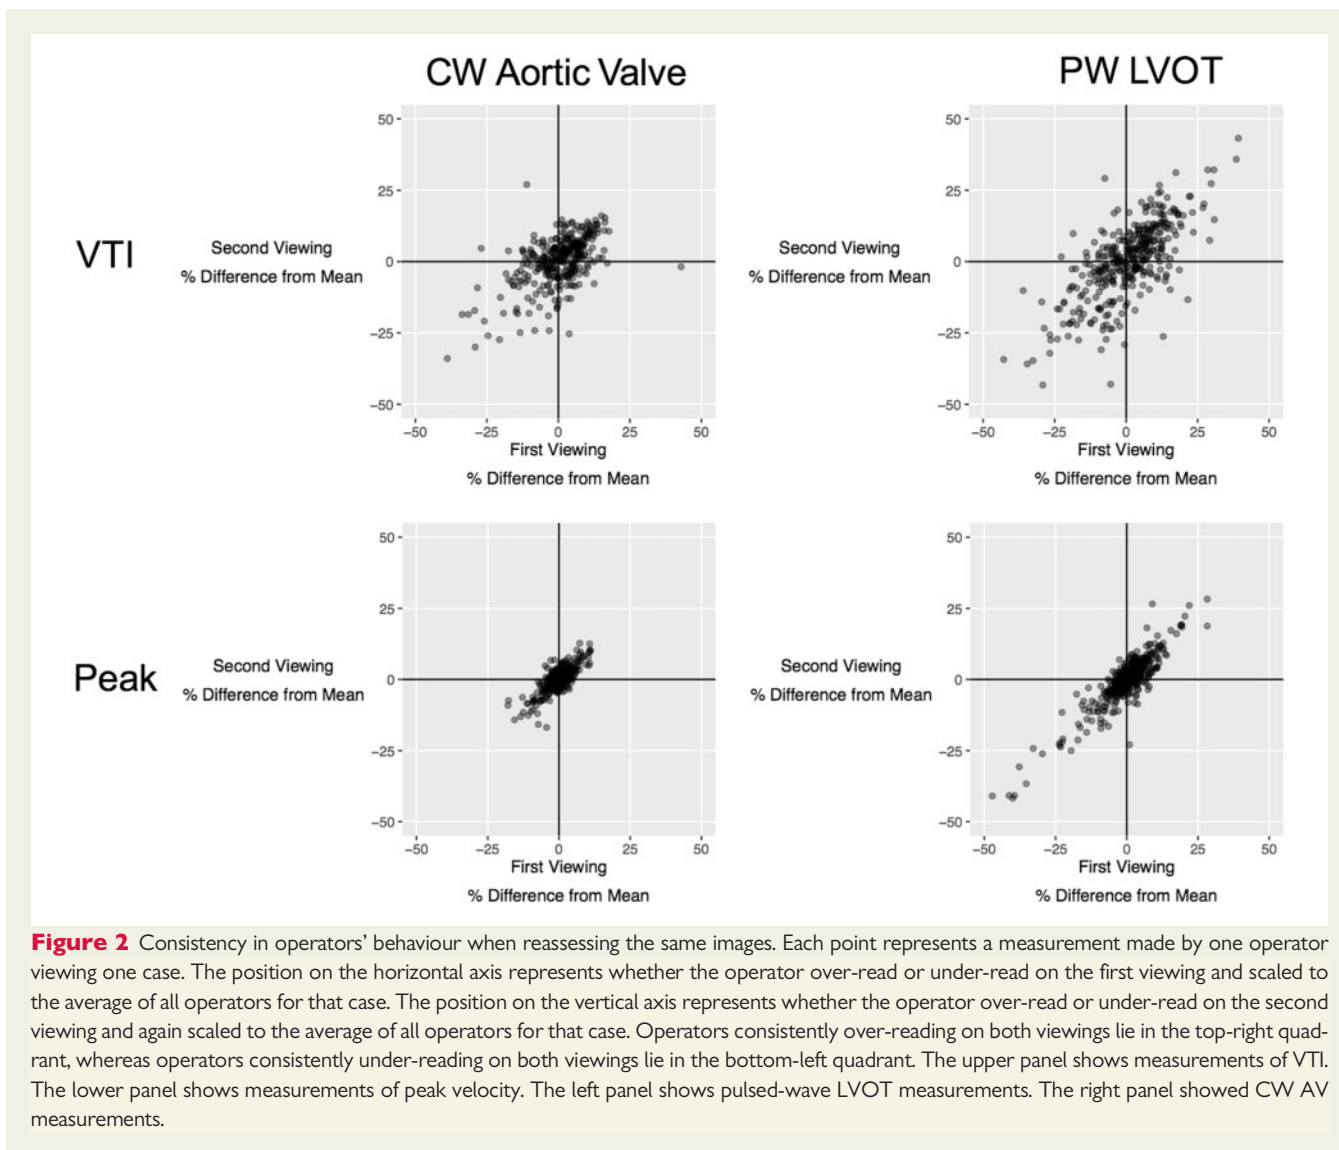 CW Aortic Valve
PW LVOT
VTI
Second Viewing
% Difference from Mean
50
25
0
−25
−50
−50 −25 0 25 50
First Viewing
% Difference from Mean
Second Viewing
% Difference from Mean
50
25
0
−25
−50
−50 −25 0 25 50
First Viewing
% Difference from Mean
Peak
Second Viewing
% Difference from Mean
50
25
0
−25
−50
−50 −25 0 25 50
First Viewing
% Difference from Mean
Second Viewing
% Difference from Mean
50
25
0
−25
−50
−50 −25 0 25 50
First Viewing
% Difference from Mean
Figure 2 Consistency in operators’ behaviour when reassessing the same images. Each point represents a measurement made by one operator
viewing one case. The position on the horizontal axis represents whether the operator over-read or under-read on the first viewing and scaled to
the average of all operators for that case. The position on the vertical axis represents whether the operator over-read or under-read on the second
viewing and again scaled to the average of all operators for that case. Operators consistently over-reading on both viewings lie in the top-right quad-
rant, whereas operators consistently under-reading on both viewings lie in the bottom-left quadrant. The upper panel shows measurements of VTI.
The lower panel shows measurements of peak velocity. The left panel shows pulsed-wave LVOT measurements. The right panel showed CW AV
measurements.